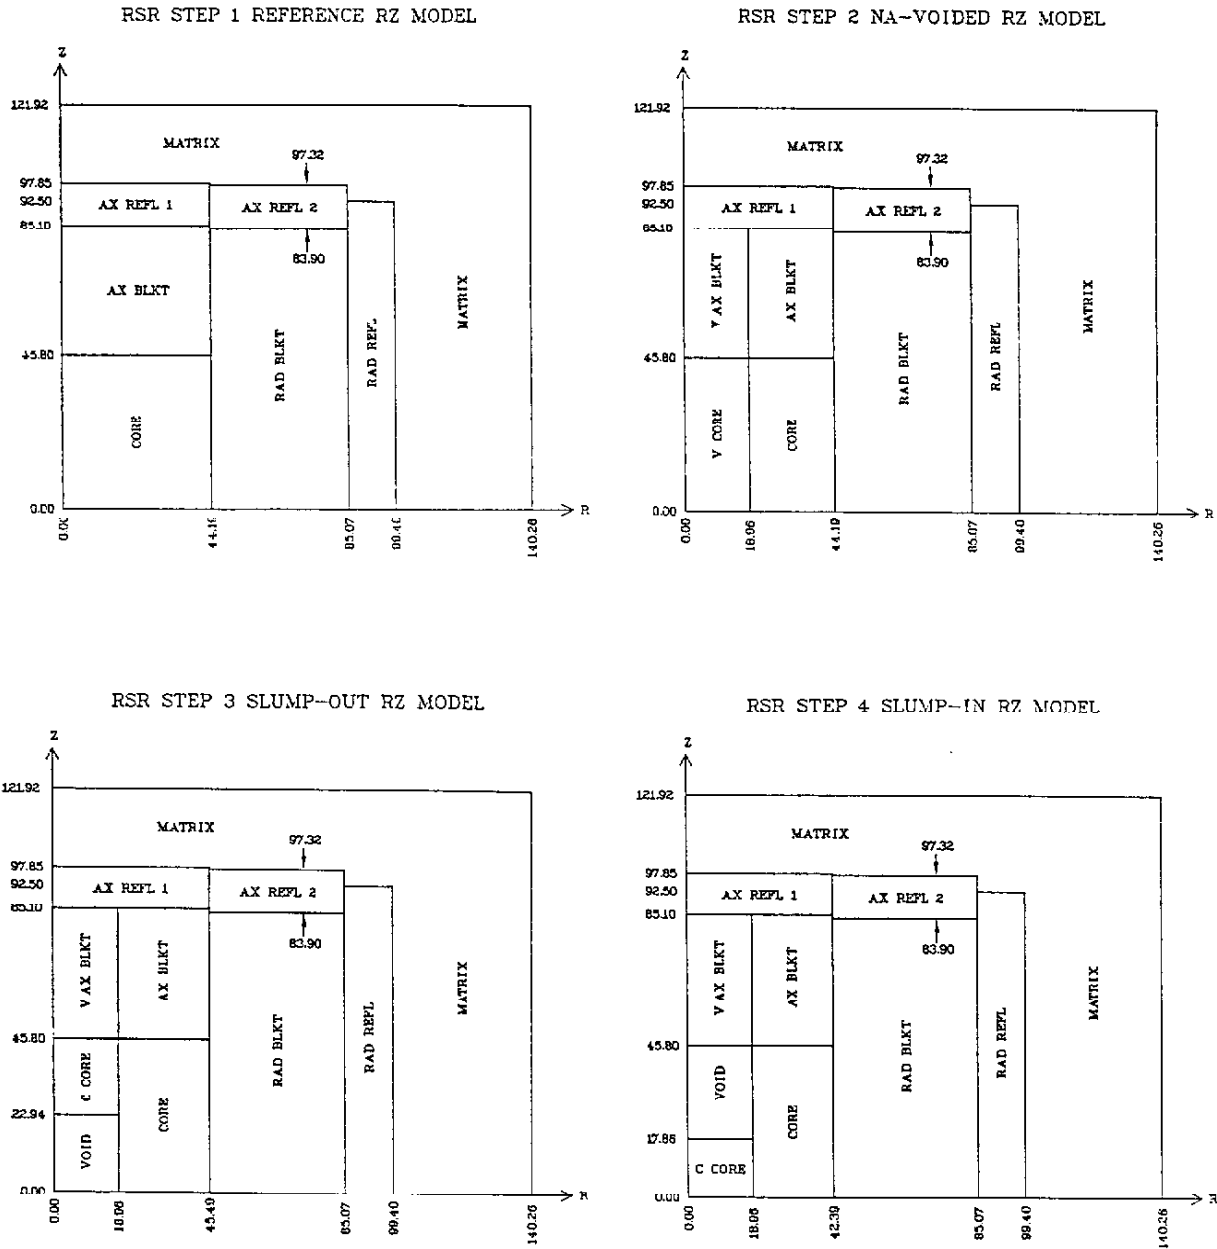 RSR STEP 1 REFERENCE RZ MODEL
Z
121.92
MATRIX
97.32
97.85
92.50
85.10
AX REFL 1
AX REFL 2
83.90
AX BLKT
45.80
CORE
RAD BLKT
RAD REFL
MATRIX
0.00
R
44.19
85.07
99.40
140.26
RSR STEP 2 NA-VOIDED RZ MODEL
Z
121.92
MATRIX
97.32
97.85
92.50
85.10
AX REFL 1
AX REFL 2
83.90
V AX BLKT
AX BLKT
45.80
V CORE
CORE
RAD BLKT
RAD REFL
MATRIX
0.00
R
0.00
18.96
44.19
85.07
99.40
140.26
RSR STEP 3 SLUMP-OUT RZ MODEL
Z
121.92
MATRIX
97.32
97.85
92.50
85.10
AX REFL 1
AX REFL 2
83.90
V AX BLKT
AX BLKT
45.80
C CORE
22.94
VOID
CORE
RAD BLKT
RAD REFL
MATRIX
0.00
R
0.00
18.96
45.49
85.07
99.40
140.26
RSR STEP 4 SLUMP-IN RZ MODEL
Z
121.92
MATRIX
97.32
97.85
92.50
85.10
AX REFL 1
AX REFL 2
83.90
V AX BLKT
AX BLKT
45.80
VOID
17.86
C CORE
CORE
RAD BLKT
RAD REFL
MATRIX
0.00
R
0.00
18.96
42.39
85.07
99.40
140.26